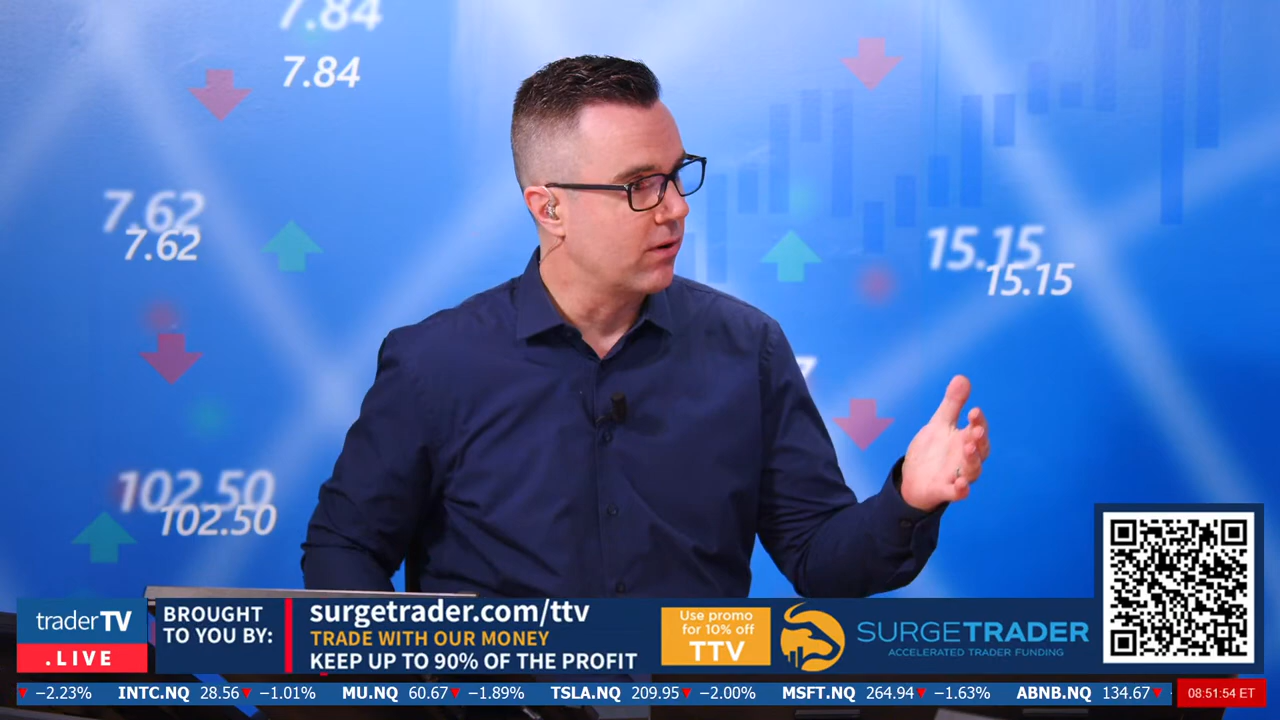 7.84
7.84
7.62
7.62
15.15
15.15
102.50
102.50
traderTV
.LIVE
BROUGHT
TO YOU BY:
surgetrader.com/ttv
TRADE WITH OUR MONEY
KEEP UP TO 90% OF THE PROFIT
Use promo
for 10% off
TTV
SURGETRADER
ACCELERATED TRADER FUNDING
−2.23% INTC.NQ 28.56 −1.01% MU.NQ 60.67 −1.89% TSLA.NQ 209.95 −2.00% MSFT.NQ 264.94 −1.63% ABNB.NQ 134.67
08:51:54 ET